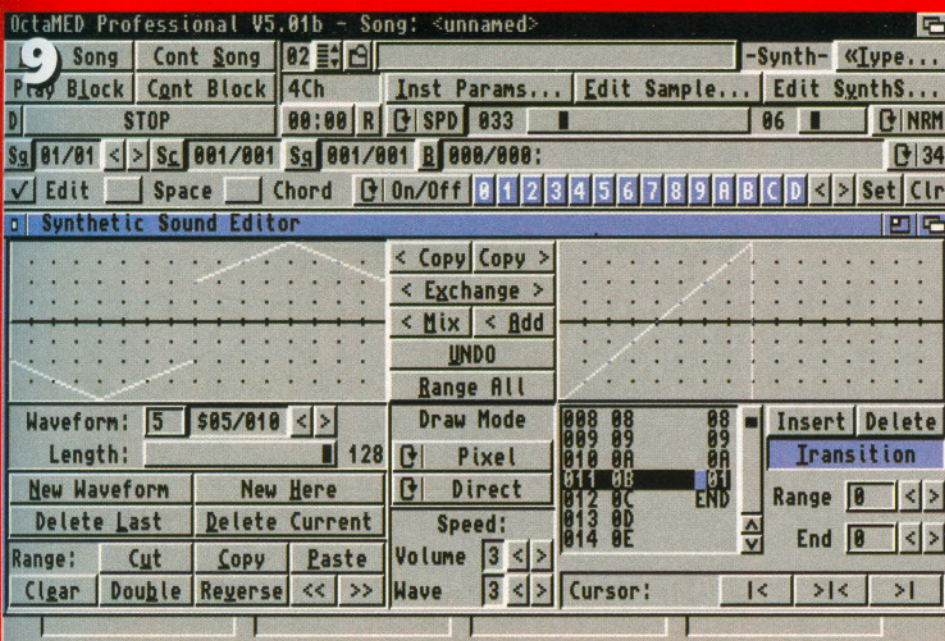 OctaMED Professional V5.01b - Song: <unnamed>
9
Song Cont Song 02 -Synth- «Type...
Play Block Cont Block 4Ch Inst Params... Edit Sample... Edit SynthS...
D STOP 00:00 R SPD 033 06 NRM
Sg 01/01 < > Sc 001/001 Sq 001/001 B 000/000: 34
✓ Edit Space Chord On/Off 0 1 2 3 4 5 6 7 8 9 A B C D < > Set Clr
Synthetic Sound Editor
< Copy Copy >
< Exchange >
< Mix < Add
UNDO
Range All
Waveform: 5 $05/010 < >
Length: 128
New Waveform New Here
Delete Last Delete Current
Range: Cut Copy Paste
Clear Double Reverse << >>
Draw Mode
Pixel
Direct
Speed:
Volume 3 < >
Wave 3 < >
008 08 08
009 09 09
010 0A 0A
011 0B 01
012 0C END
013 0D
014 0E
Insert Delete
Transition
Range 0 < >
End 0 < >
Cursor: |< >|< >|